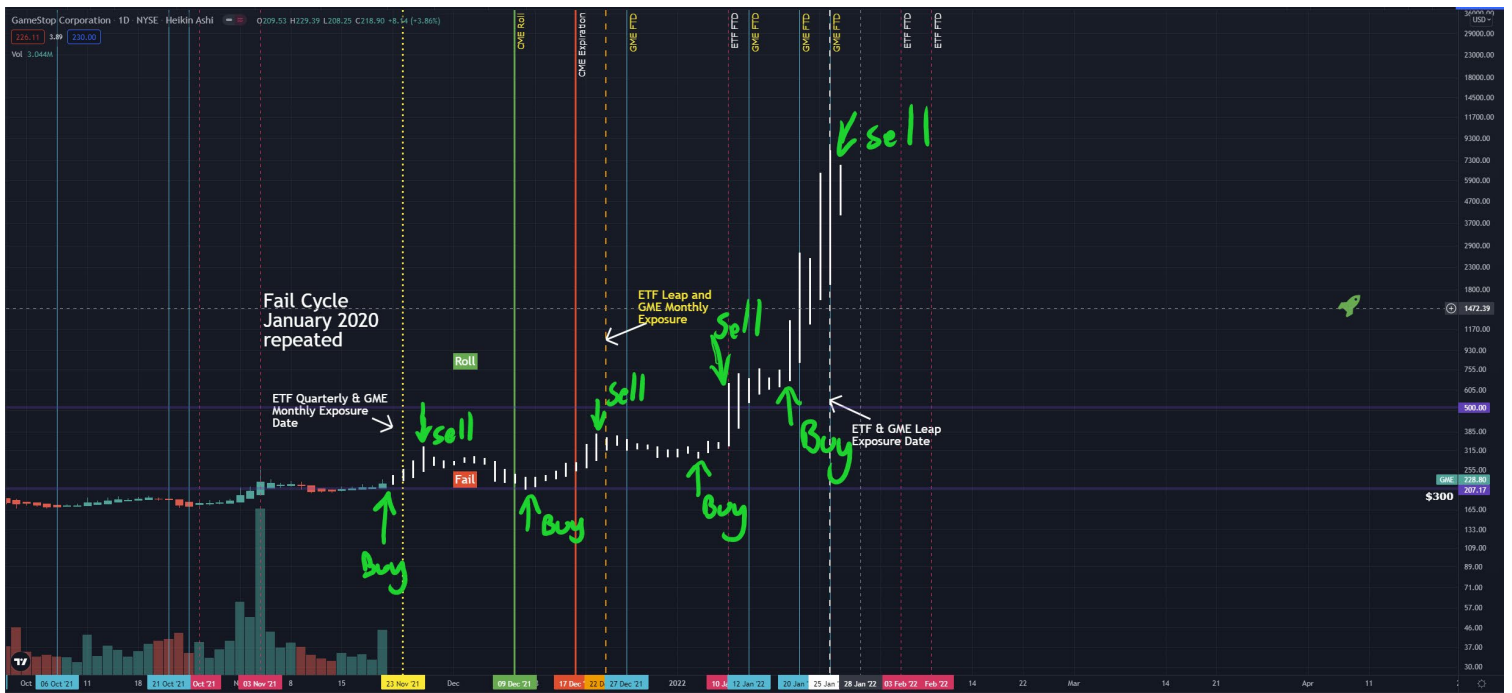 GameStop Corporation · 1D · NYSE · Heikin Ashi
O209.53 H229.39 L208.25 C218.90 +8.14 (+3.86%)
226.11 3.89 230.00
Vol 3.044M
CME Roll
CME Expiration
GME FTD
ETF FTD
GME FTD
GME FTD
GME FTD
ETF FTD
ETF FTD
USD
29000.00
23000.00
18000.00
14500.00
11700.00
9300.00
7300.00
5900.00
4700.00
3700.00
2900.00
2300.00
1800.00
1472.39
1170.00
930.00
755.00
605.00
500.00
385.00
315.00
255.00
GME 228.80
207.17
$300
165.00
133.00
109.00
89.00
71.00
57.00
46.00
37.00
30.00
sell
Fail Cycle
January 2020
repeated
ETF Leap and
GME Monthly
Exposure
Sell
Roll
Sell
ETF Quarterly & GME
Monthly Exposure
Date
Sell
ETF & GME Leap
Exposure Date
Buy
Fail
Buy
Buy
Buy
Oct 06 Oct '21 11 18 21 Oct '21 Oct '21 03 Nov '21 8 15 23 Nov '21 Dec 09 Dec '21 17 Dec 22 D 27 Dec '21 2022 10 J 12 Jan '22 20 Jan 25 Jan 28 Jan '22 03 Feb '22 Feb '22 14 22 Mar 14 21 Apr 11